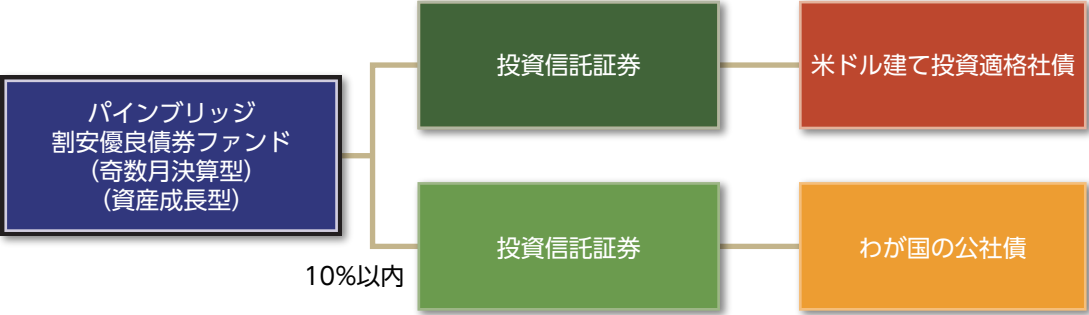 パインブリッジ
割安優良債券ファンド
（奇数月決算型）
（資産成長型）
投資信託証券
米ドル建て投資適格社債
10%以内
投資信託証券
わが国の公社債